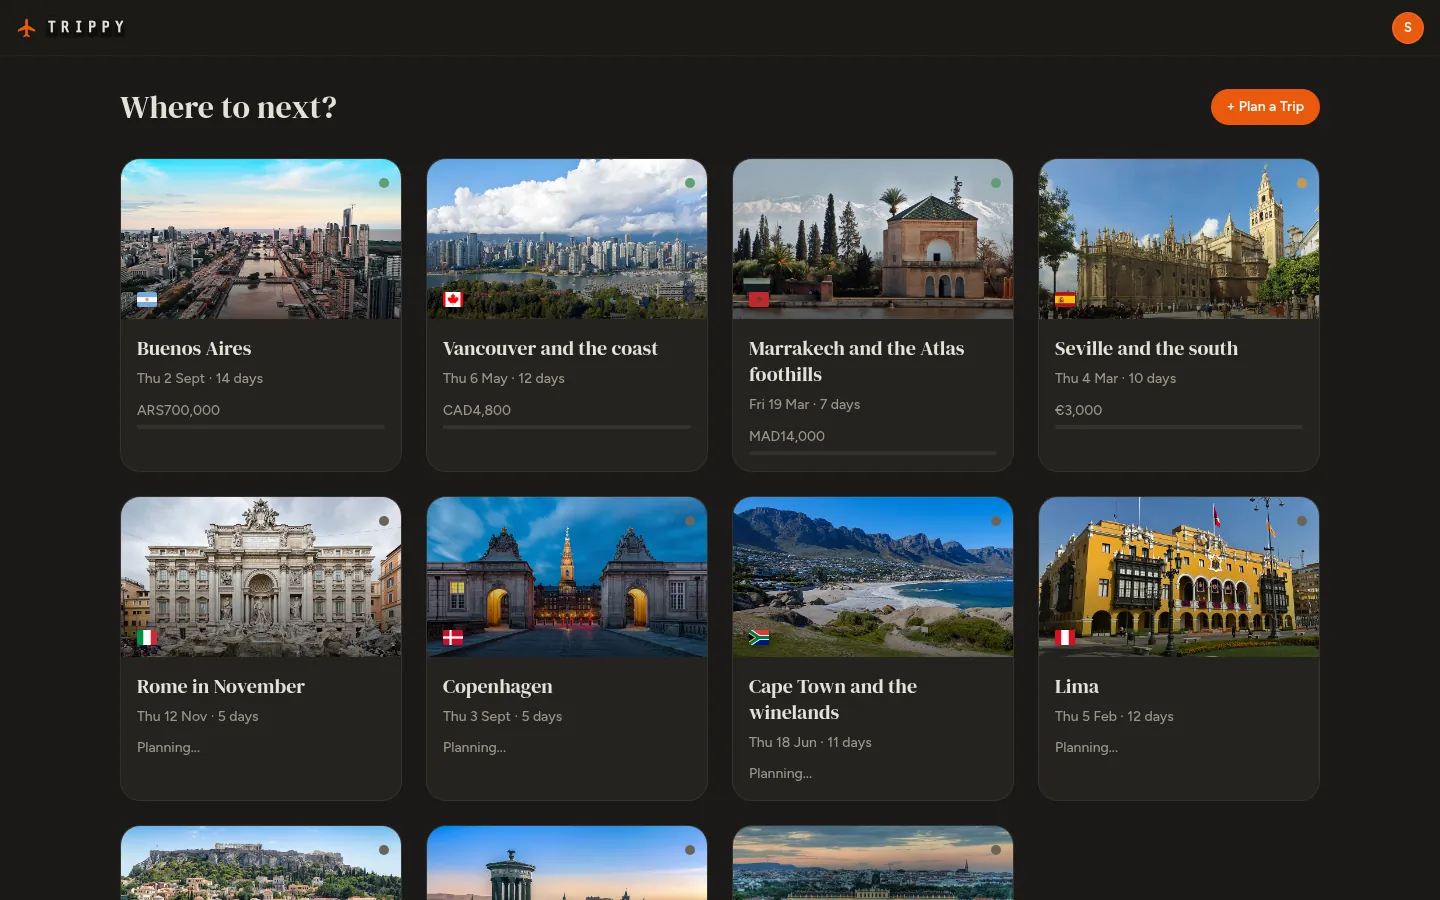 TRIPPY
S
Where to next?
+ Plan a Trip
Buenos Aires
Thu 2 Sept · 14 days
ARS700,000
Vancouver and the coast
Thu 6 May · 12 days
CAD4,800
Marrakech and the Atlas
foothills
Fri 19 Mar · 7 days
MAD14,000
Seville and the south
Thu 4 Mar · 10 days
€3,000
Rome in November
Thu 12 Nov · 5 days
Planning...
Copenhagen
Thu 3 Sept · 5 days
Planning...
Cape Town and the
winelands
Thu 18 Jun · 11 days
Planning...
Lima
Thu 5 Feb · 12 days
Planning...